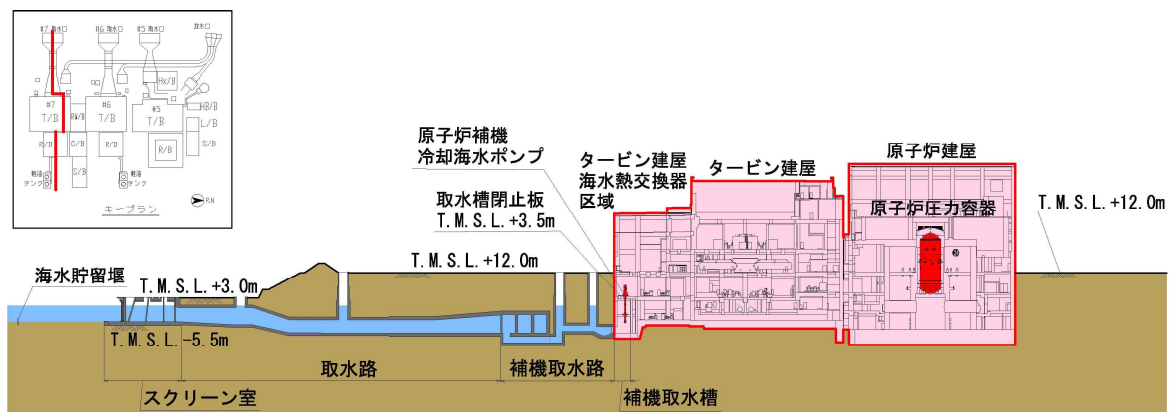 #7 取水口
#6 取水口
#5取水口
放水口
Hx/B
#7
T/B
RW/B
#6
T/B
#5
T/B
HB/B
L/B
S/B
R/B
C/B
R/B
R/B
S/B
軽油
タンク
軽油
タンク
P.N
キープラン
原子炉補機
冷却海水ポンプ
取水槽閉止板
T.M.S.L.+3.5m
タービン建屋
海水熱交換器
区域
タービン建屋
原子炉建屋
原子炉圧力容器
T.M.S.L.+12.0m
海水貯留堰
T.M.S.L.+3.0m
T.M.S.L.+12.0m
T.M.S.L.-5.5m
取水路
補機取水路
スクリーン室
補機取水槽